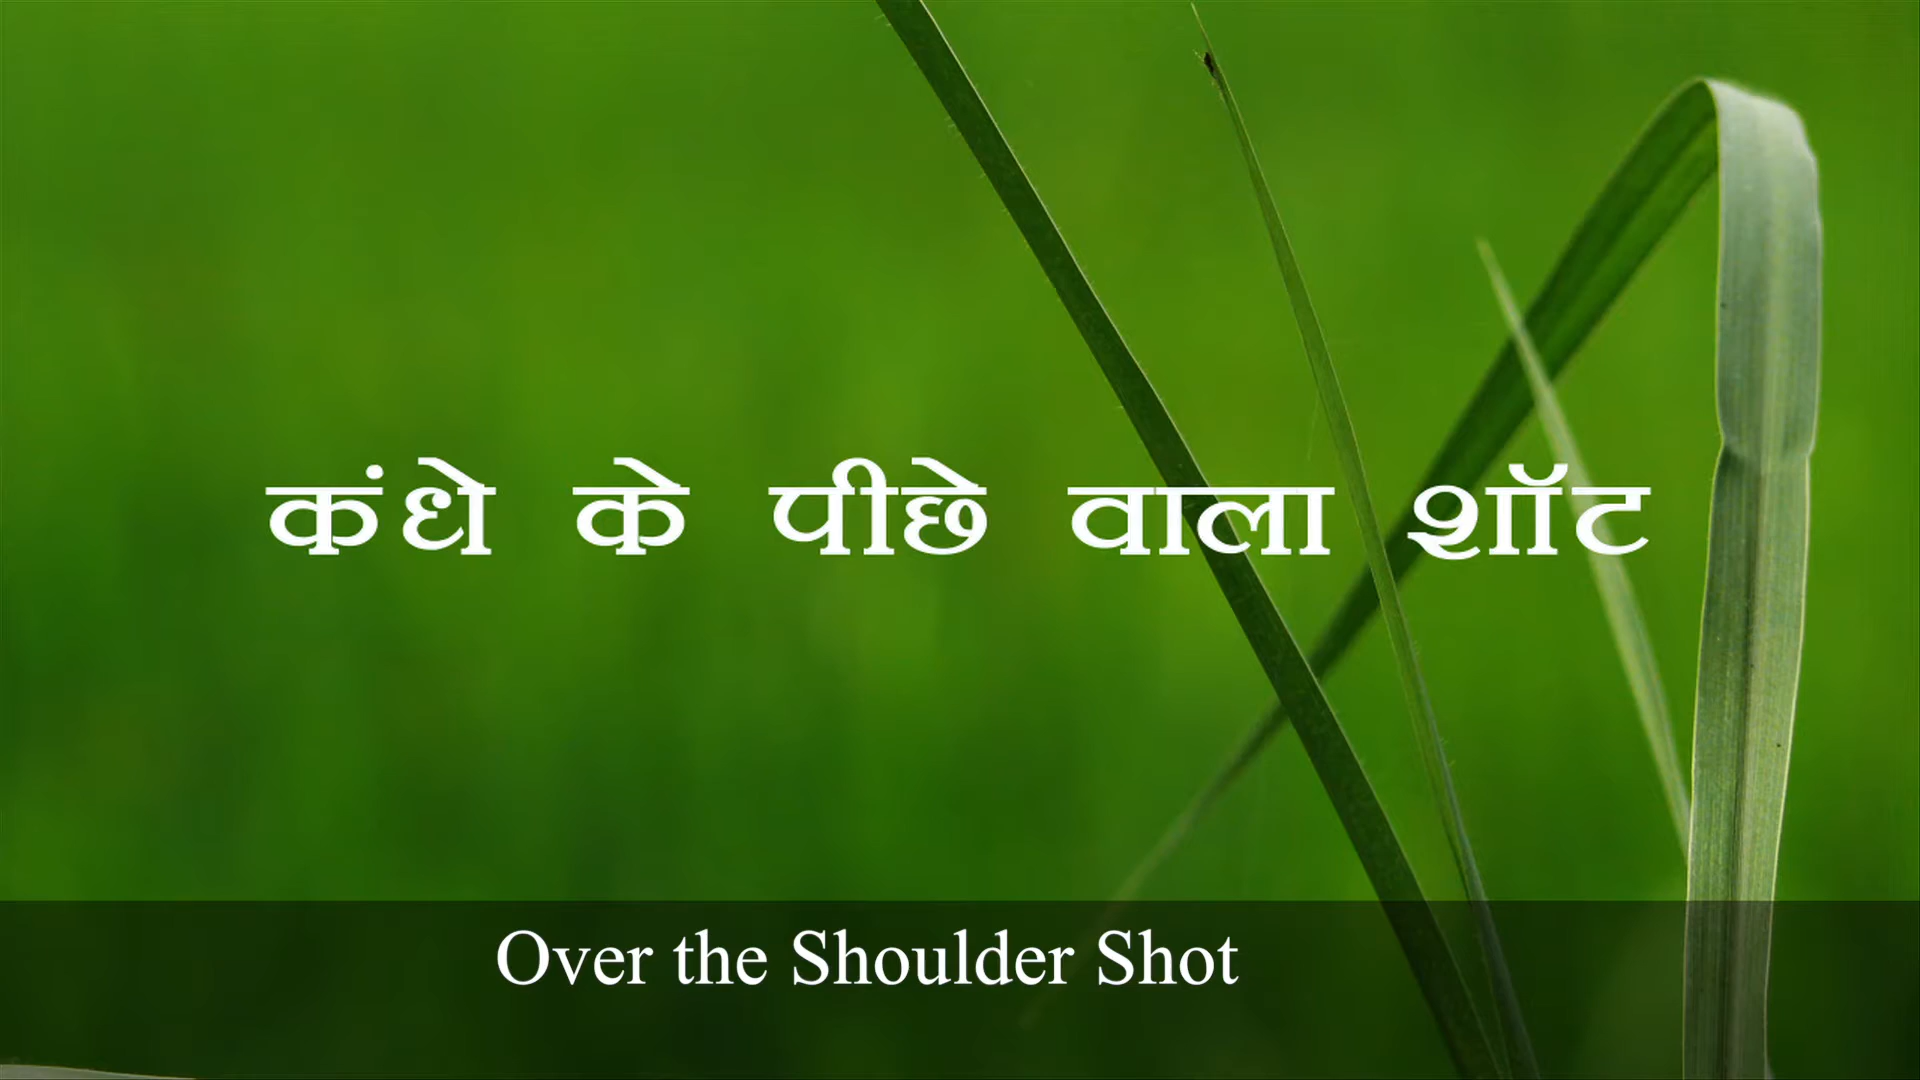 कंधे के पीछे वाला शॉट
Over the Shoulder Shot